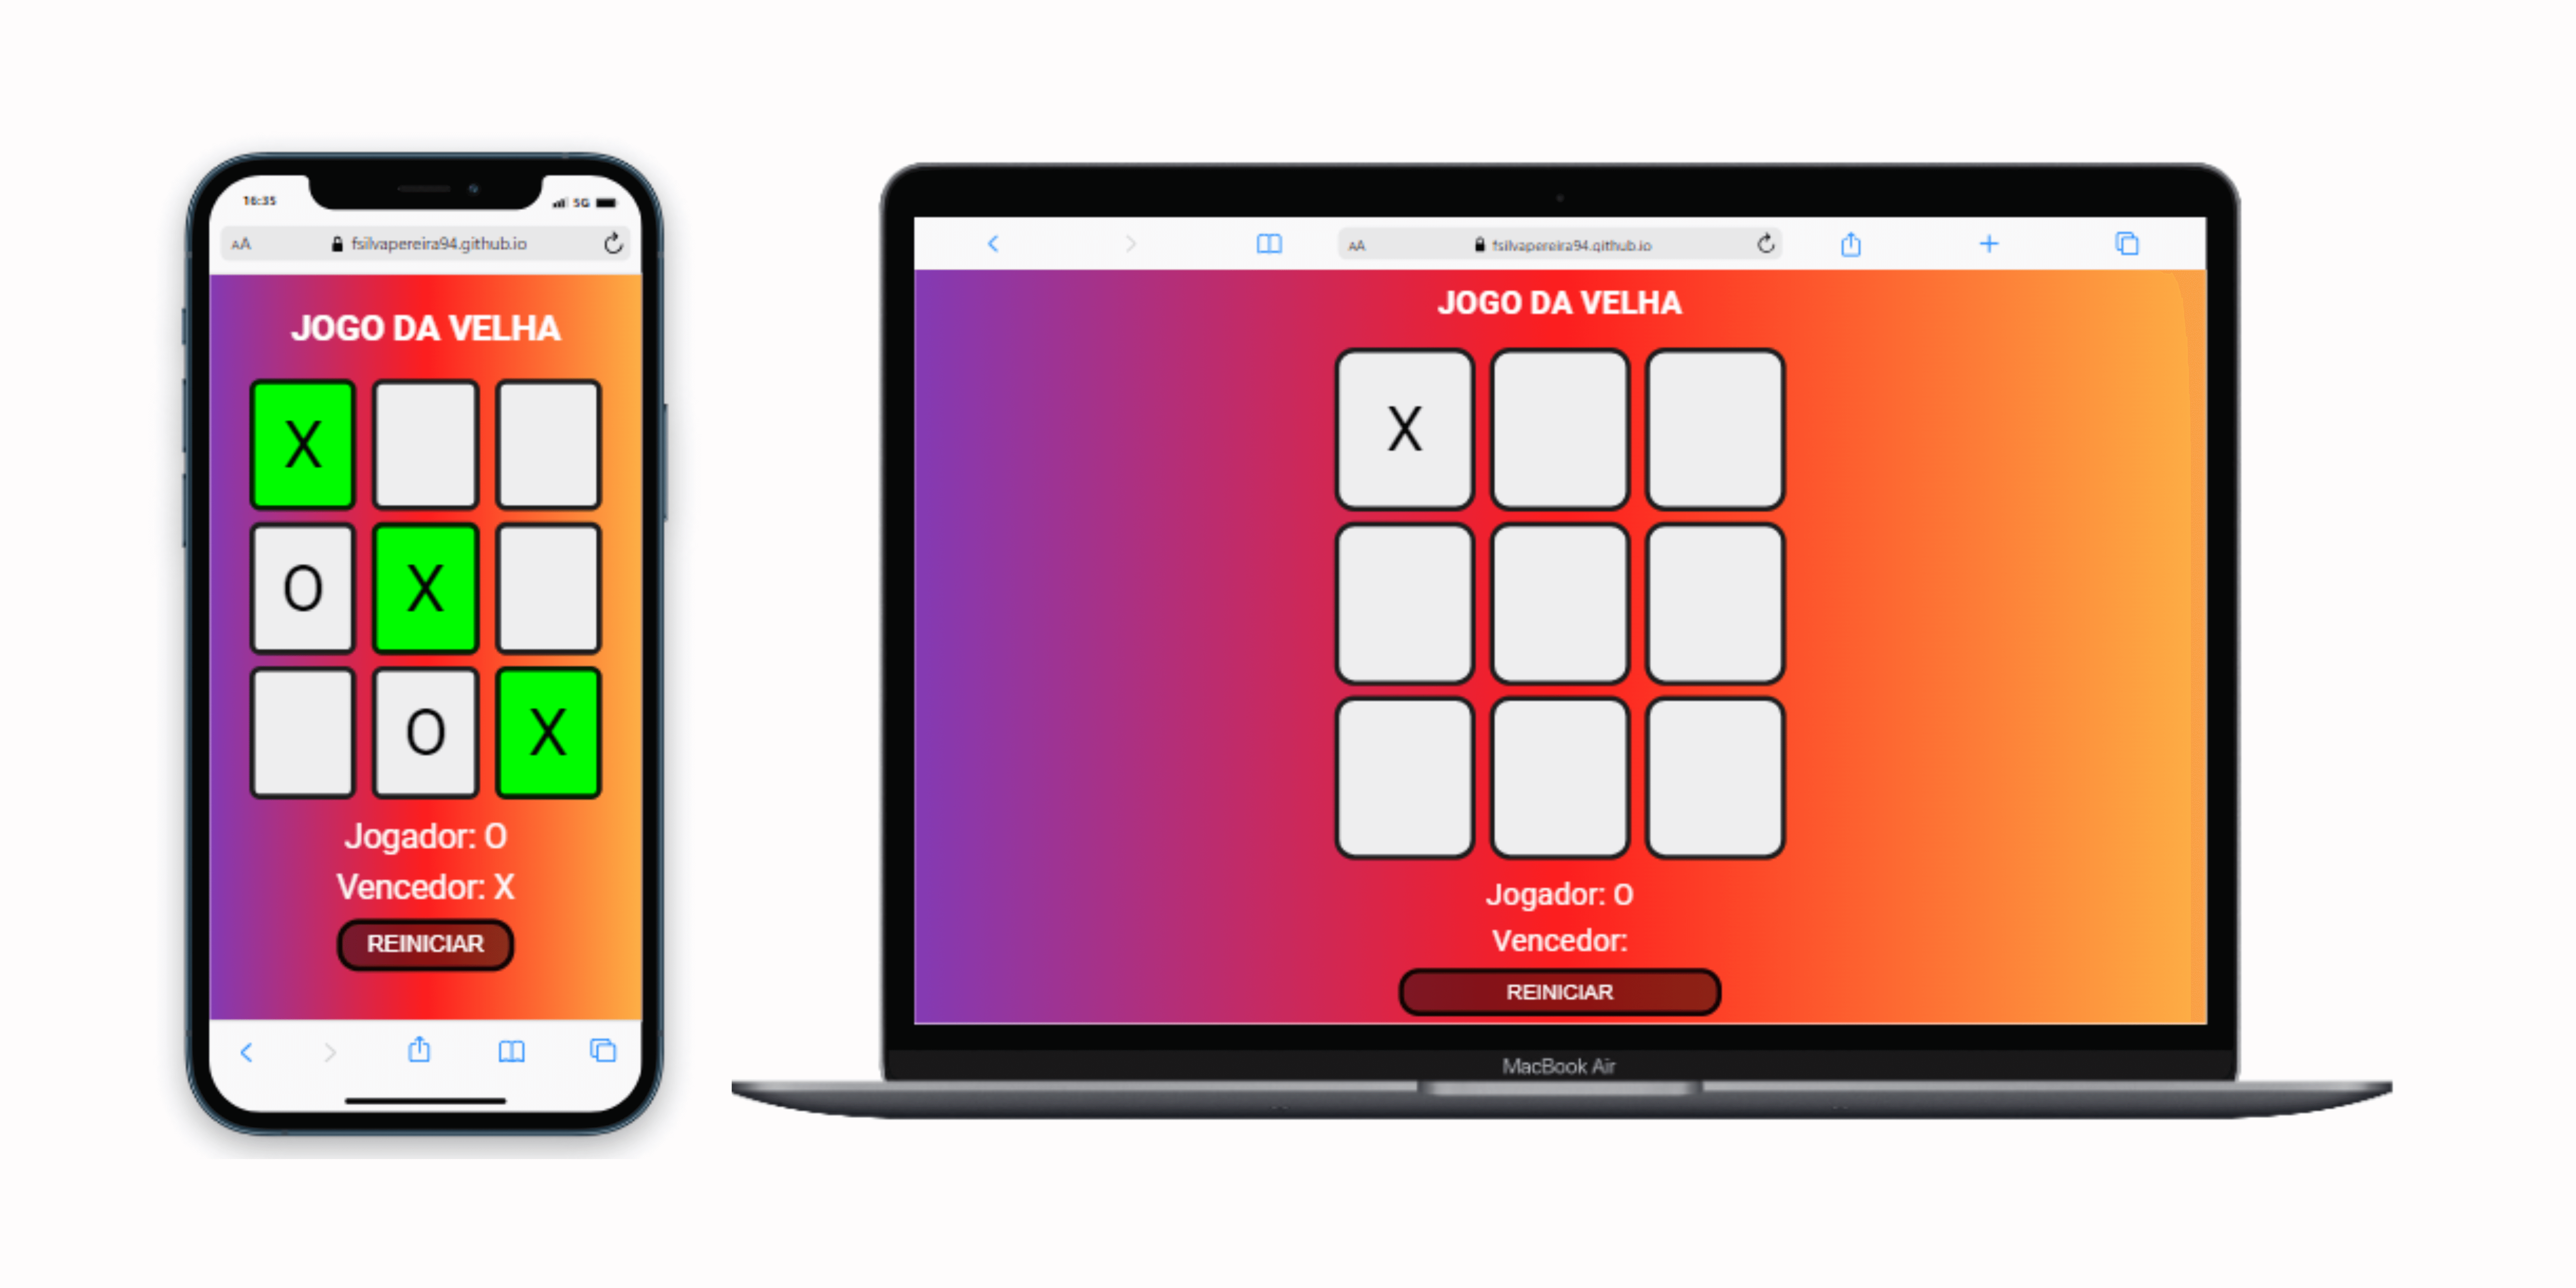 16:35
5G
AA fsilvapereira94.github.io
JOGO DA VELHA
X
O X
O X
Jogador: O
Vencedor: X
REINICIAR
AA fsilvapereira94.github.io
JOGO DA VELHA
X
Jogador: O
Vencedor:
REINICIAR
MacBook Air